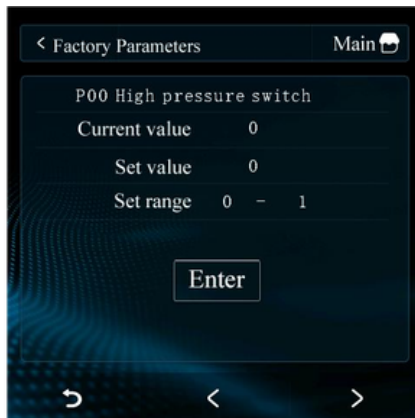 < Factory Parameters Main
P00 High pressure switch
Current value 0
Set value 0
Set range 0 - 1
Enter
< >